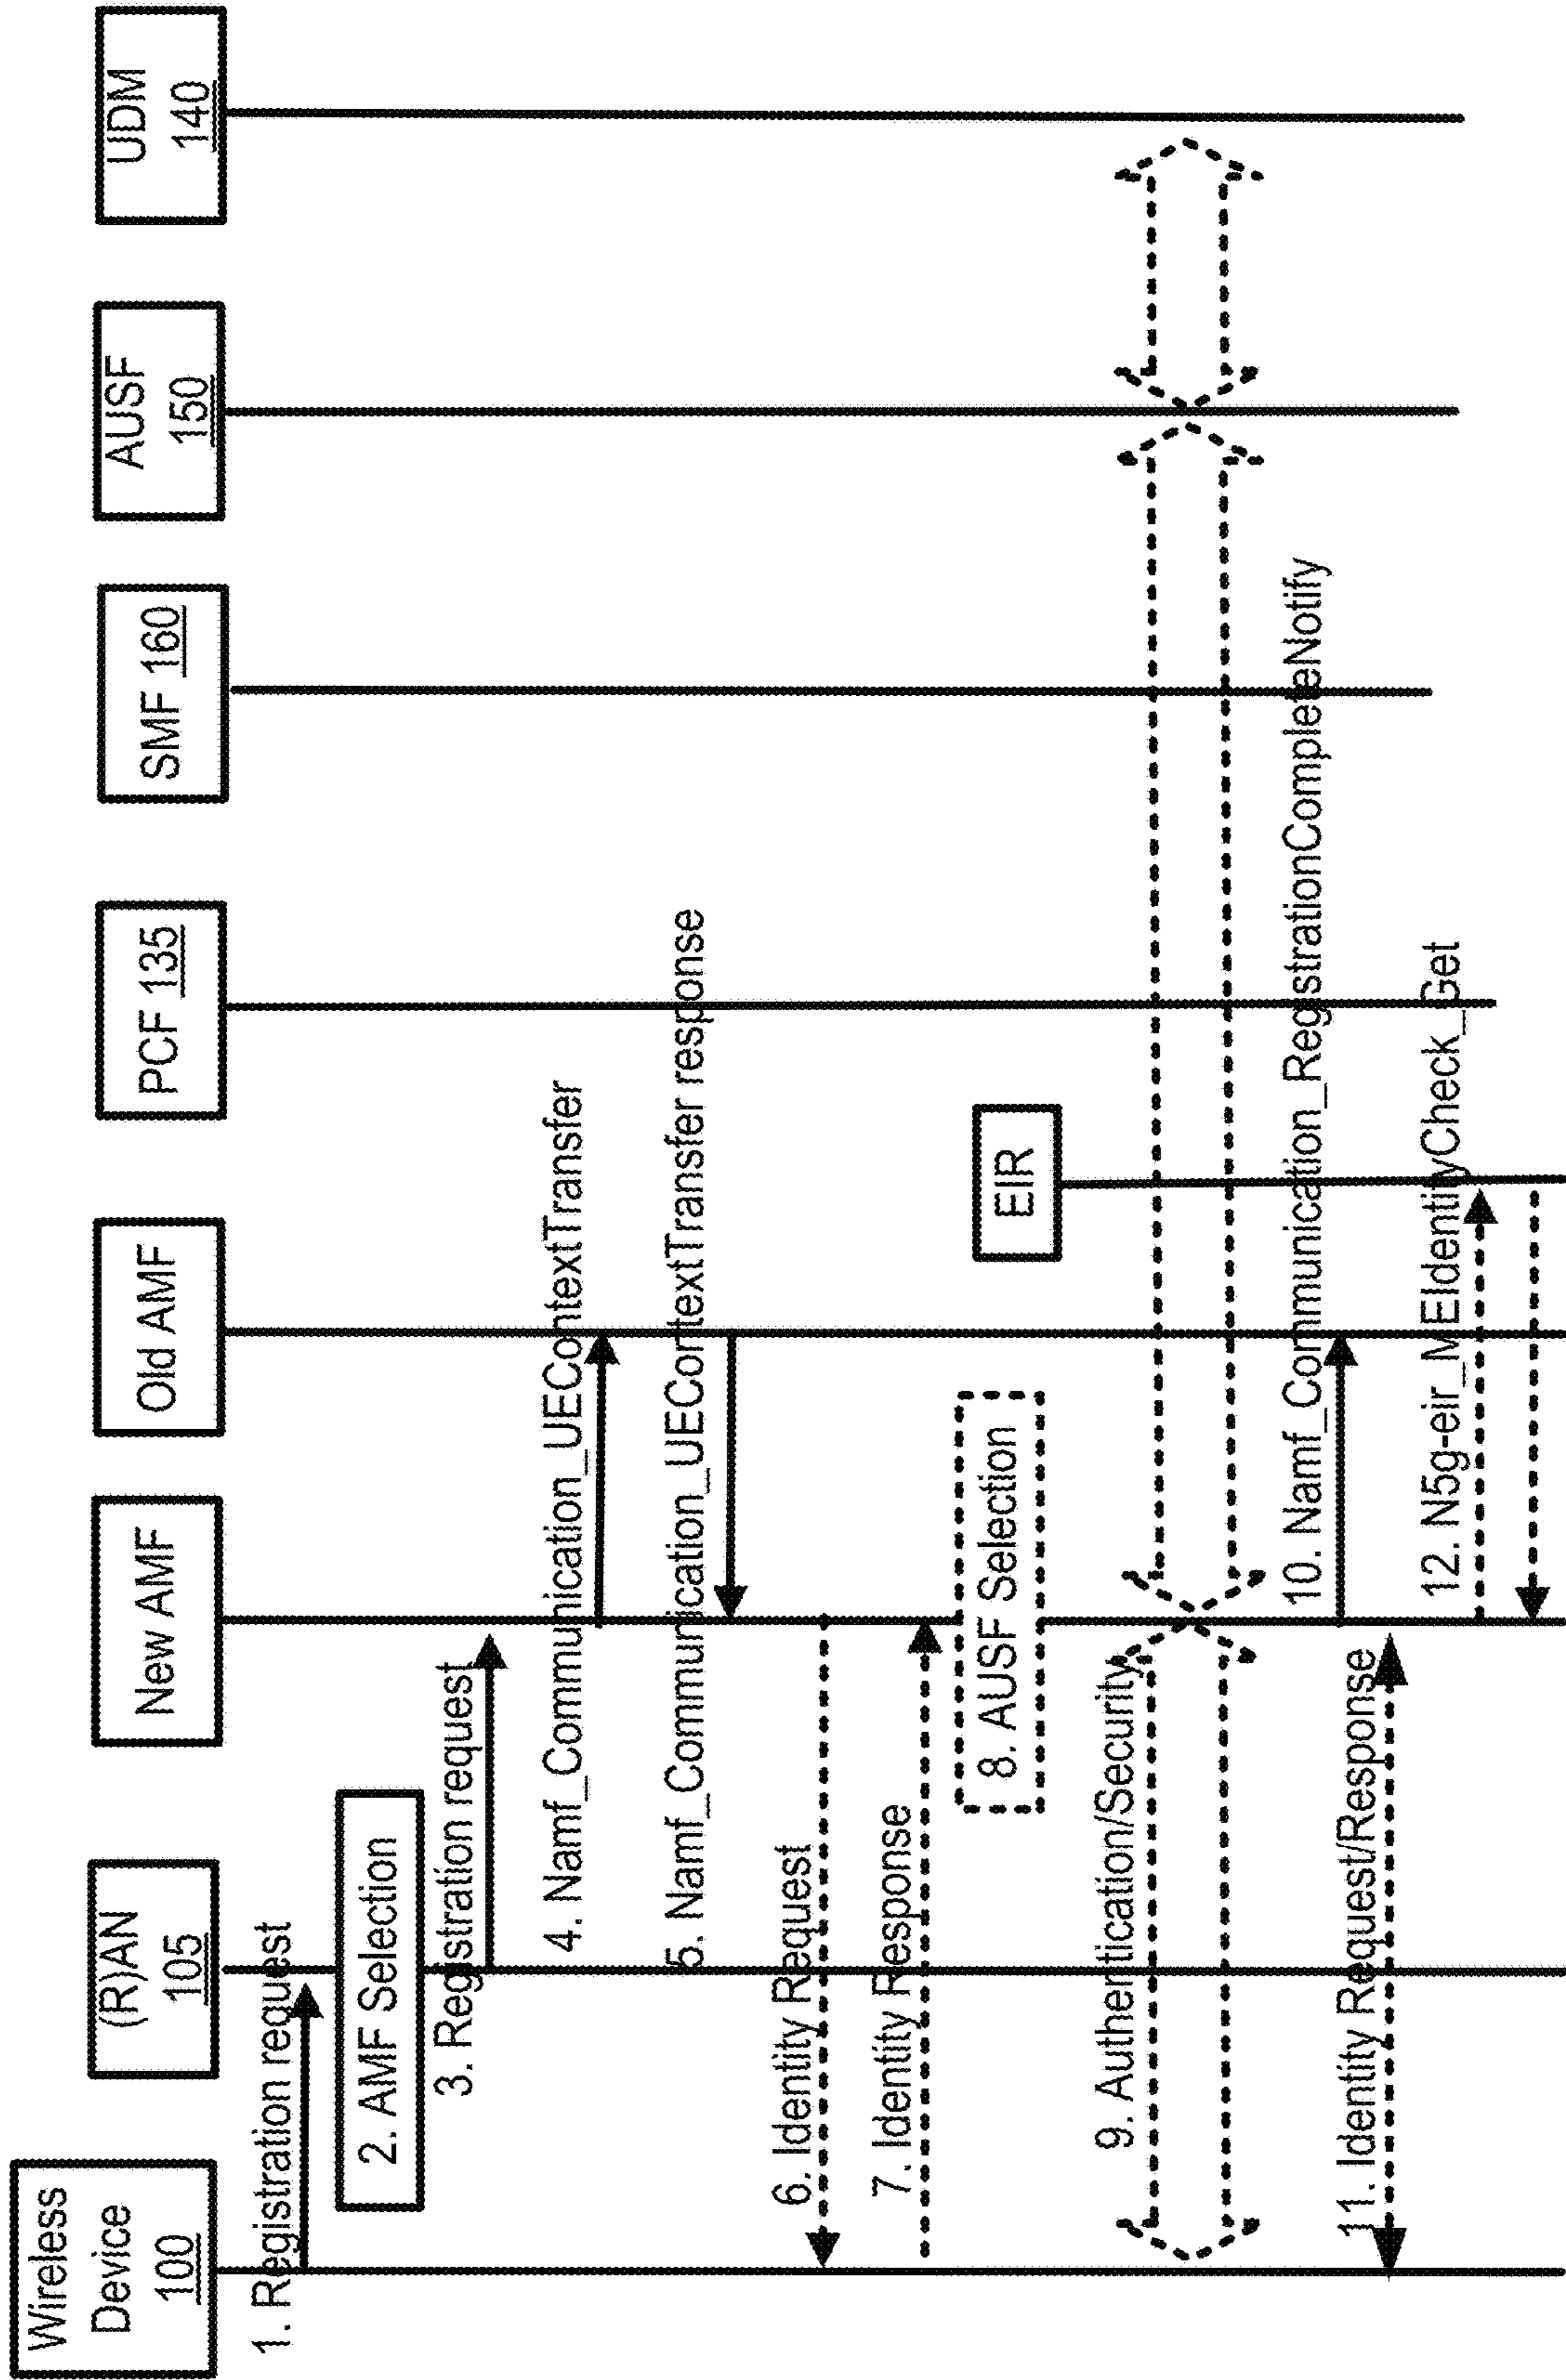 Wireless
Device
100
(R)AN
105
New AMF
Old AMF
PCF 135
SMF 160
AUSF
150
UDM
140
1. Registration request
2. AMF Selection
3. Registration request
4. Namf_Communication_UEContextTransfer
5. Namf_Communication_UEContextTransfer response
6. Identity Request
7. Identity Response
8. AUSF Selection
EIR
9. Authentication/Security
10. Namf_Communication_RegistrationCompleteNotify
11. Identity Request/Response
12. N5g-eir_MEIdentityCheck_Get